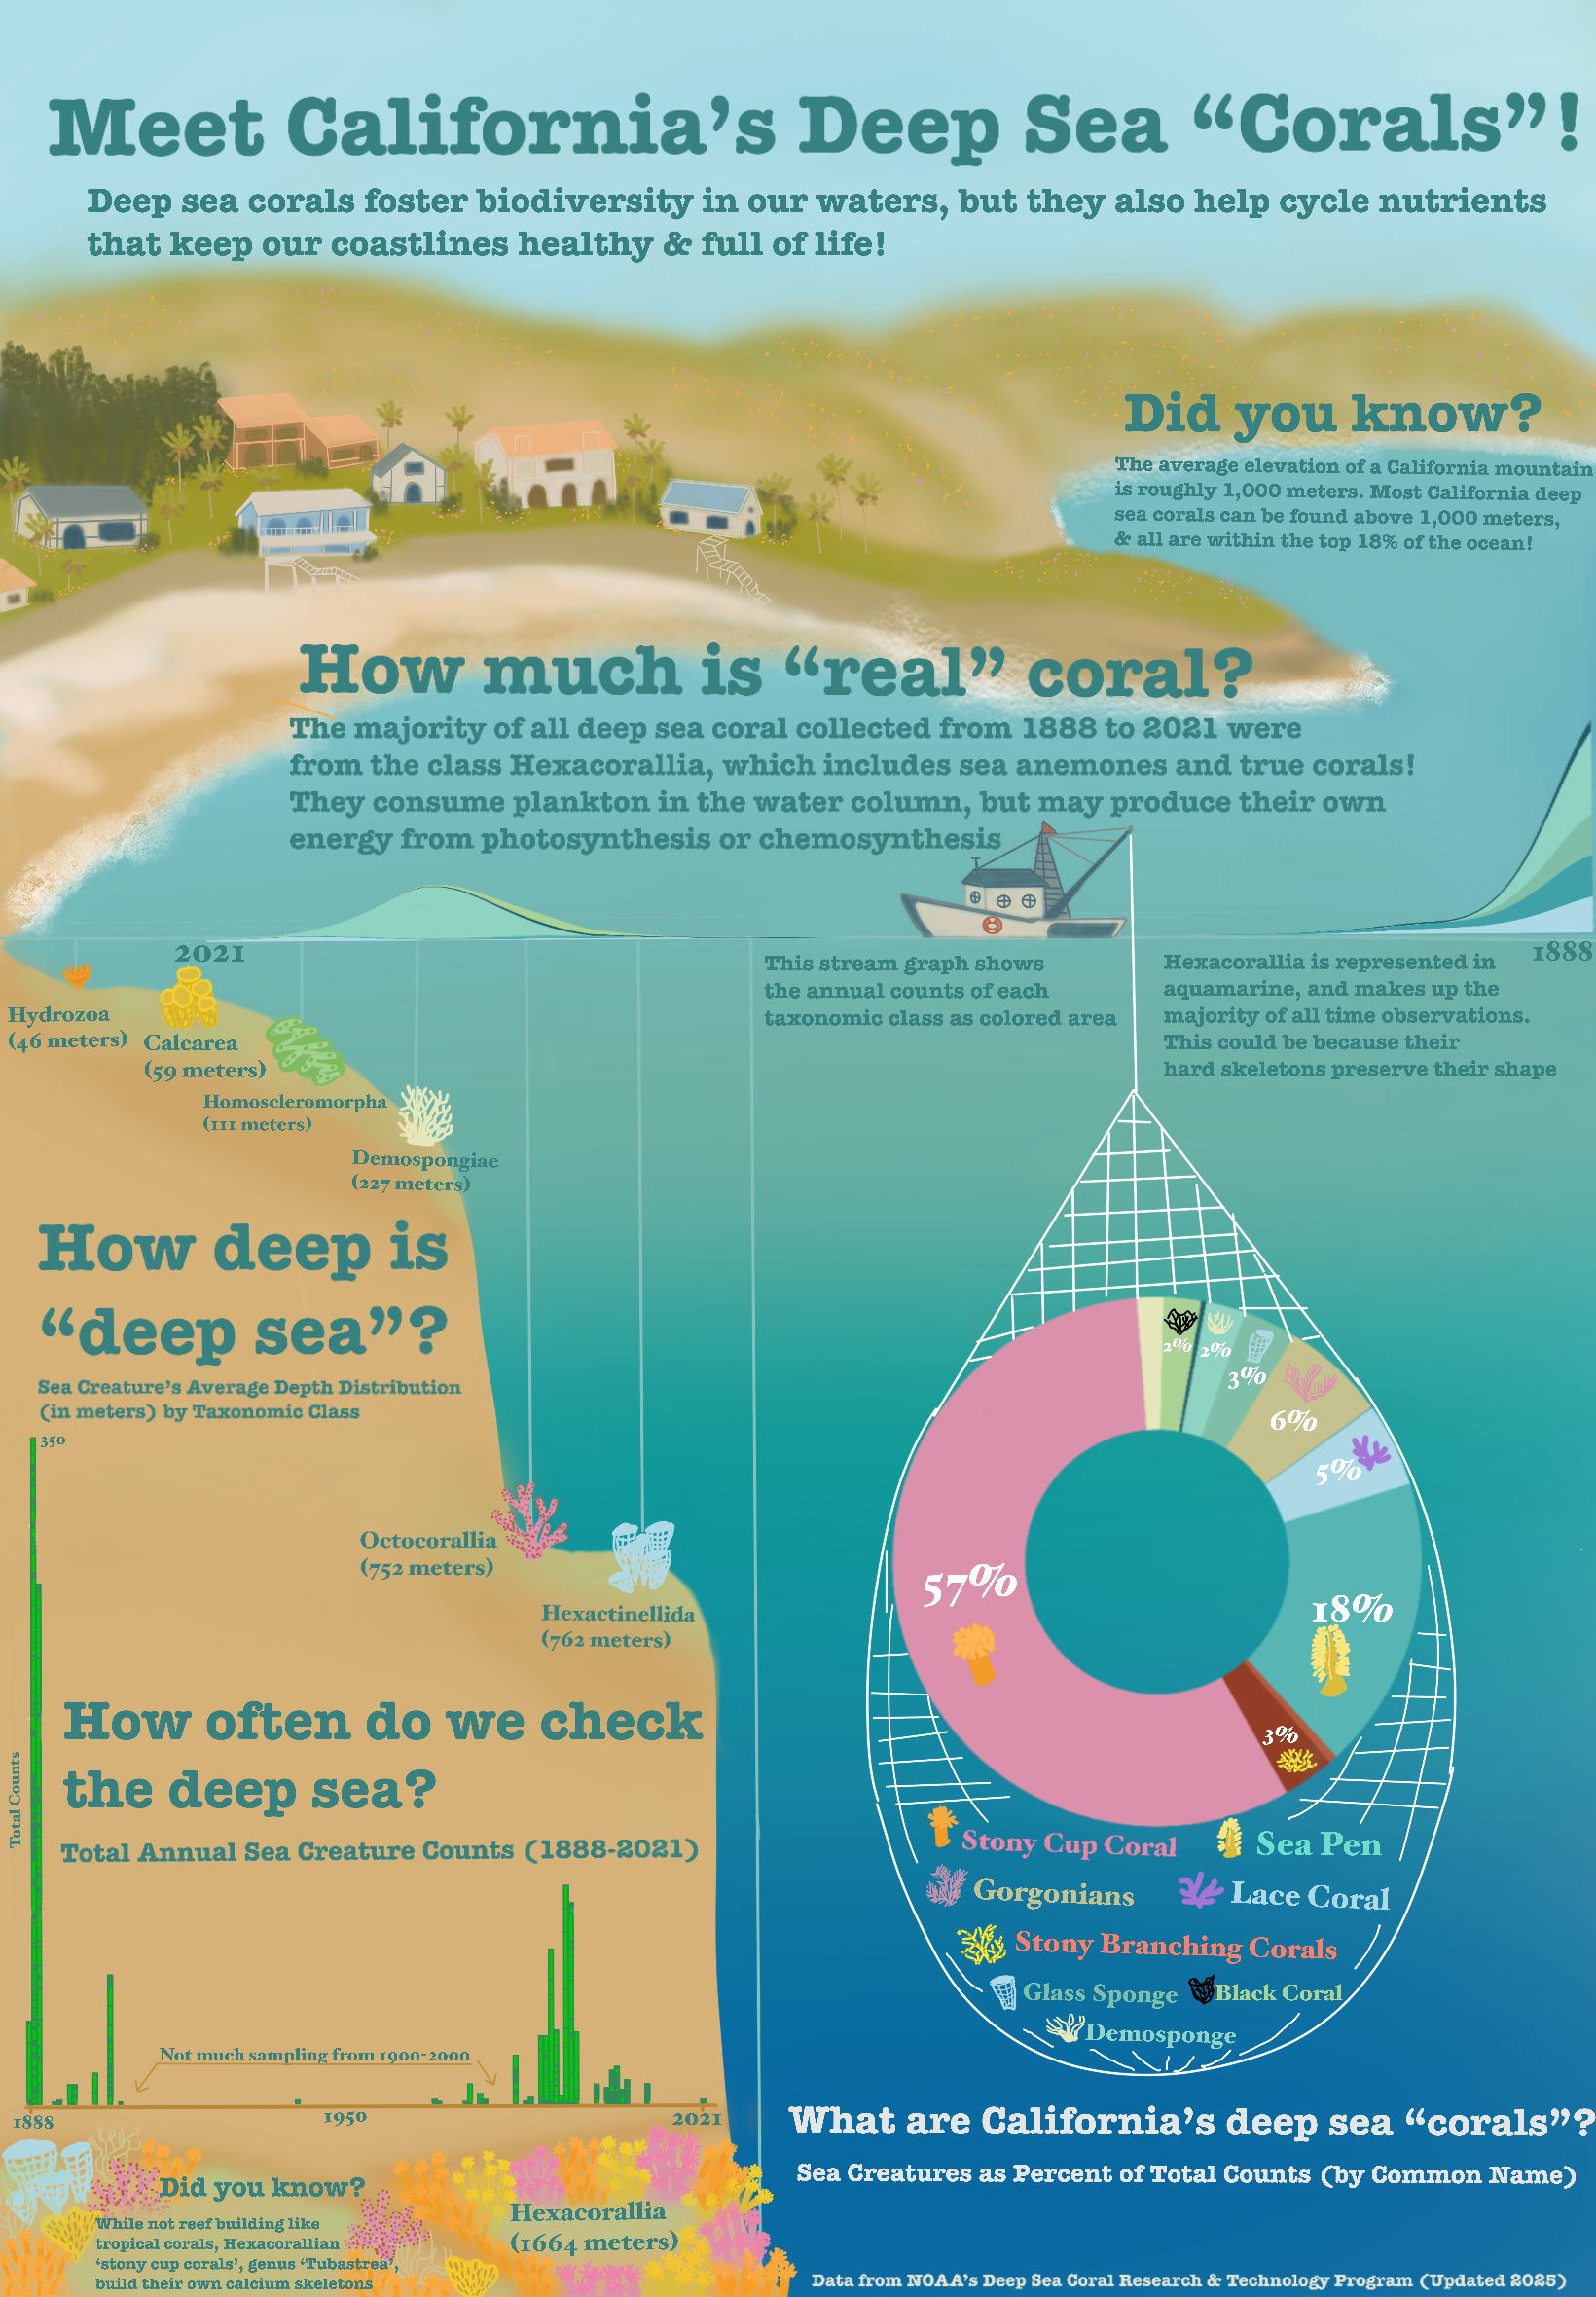 Meet California's Deep Sea “Corals”!
Deep sea corals foster biodiversity in our waters, but they also help cycle nutrients
that keep our coastlines healthy & full of life!
Did you know?
The average elevation of a California mountain
is roughly 1,000 meters. Most California deep
sea corals can be found above 1,000 meters,
& all are within the top 18% of the ocean!
How much is “real” coral?
The majority of all deep sea coral collected from 1888 to 2021 were
from the class Hexacorallia, which includes sea anemones and true corals!
They consume plankton in the water column, but may produce their own
energy from photosynthesis or chemosynthesis
2021
1888
This stream graph shows
the annual counts of each
taxonomic class as colored area
Hexacorallia is represented in
aquamarine, and makes up the
majority of all time observations.
This could be because their
hard skeletons preserve their shape
Hydrozoa
(46 meters)
Calcarea
(59 meters)
Homoscleromorpha
(111 meters)
Demospongiae
(227 meters)
How deep is
“deep sea”?
Sea Creature's Average Depth Distribution
(in meters) by Taxonomic Class
350
Octocorallia
(752 meters)
Hexactinellida
(762 meters)
How often do we check
the deep sea?
Total Annual Sea Creature Counts (1888-2021)
Total Counts
Not much sampling from 1900-2000
1888
1950
2021
Did you know?
While not reef building like
tropical corals, Hexacorallian
‘stony cup corals’, genus ‘Tubastrea’,
build their own calcium skeletons
Hexacorallia
(1664 meters)
2%
2%
3%
6%
5%
57%
18%
3%
Stony Cup Coral
Sea Pen
Gorgonians
Lace Coral
Stony Branching Corals
Glass Sponge
Black Coral
Demosponge
What are California's deep sea “corals”?
Sea Creatures as Percent of Total Counts (by Common Name)
Data from NOAA's Deep Sea Coral Research & Technology Program (Updated 2025)